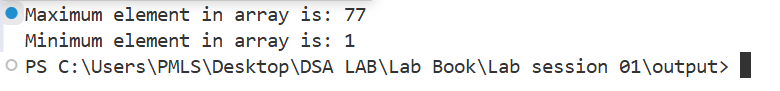 Maximum element in array is: 77
Minimum element in array is: 1
PS C:\Users\PMLS\Desktop\DSA LAB\Lab Book\Lab session 01\output>